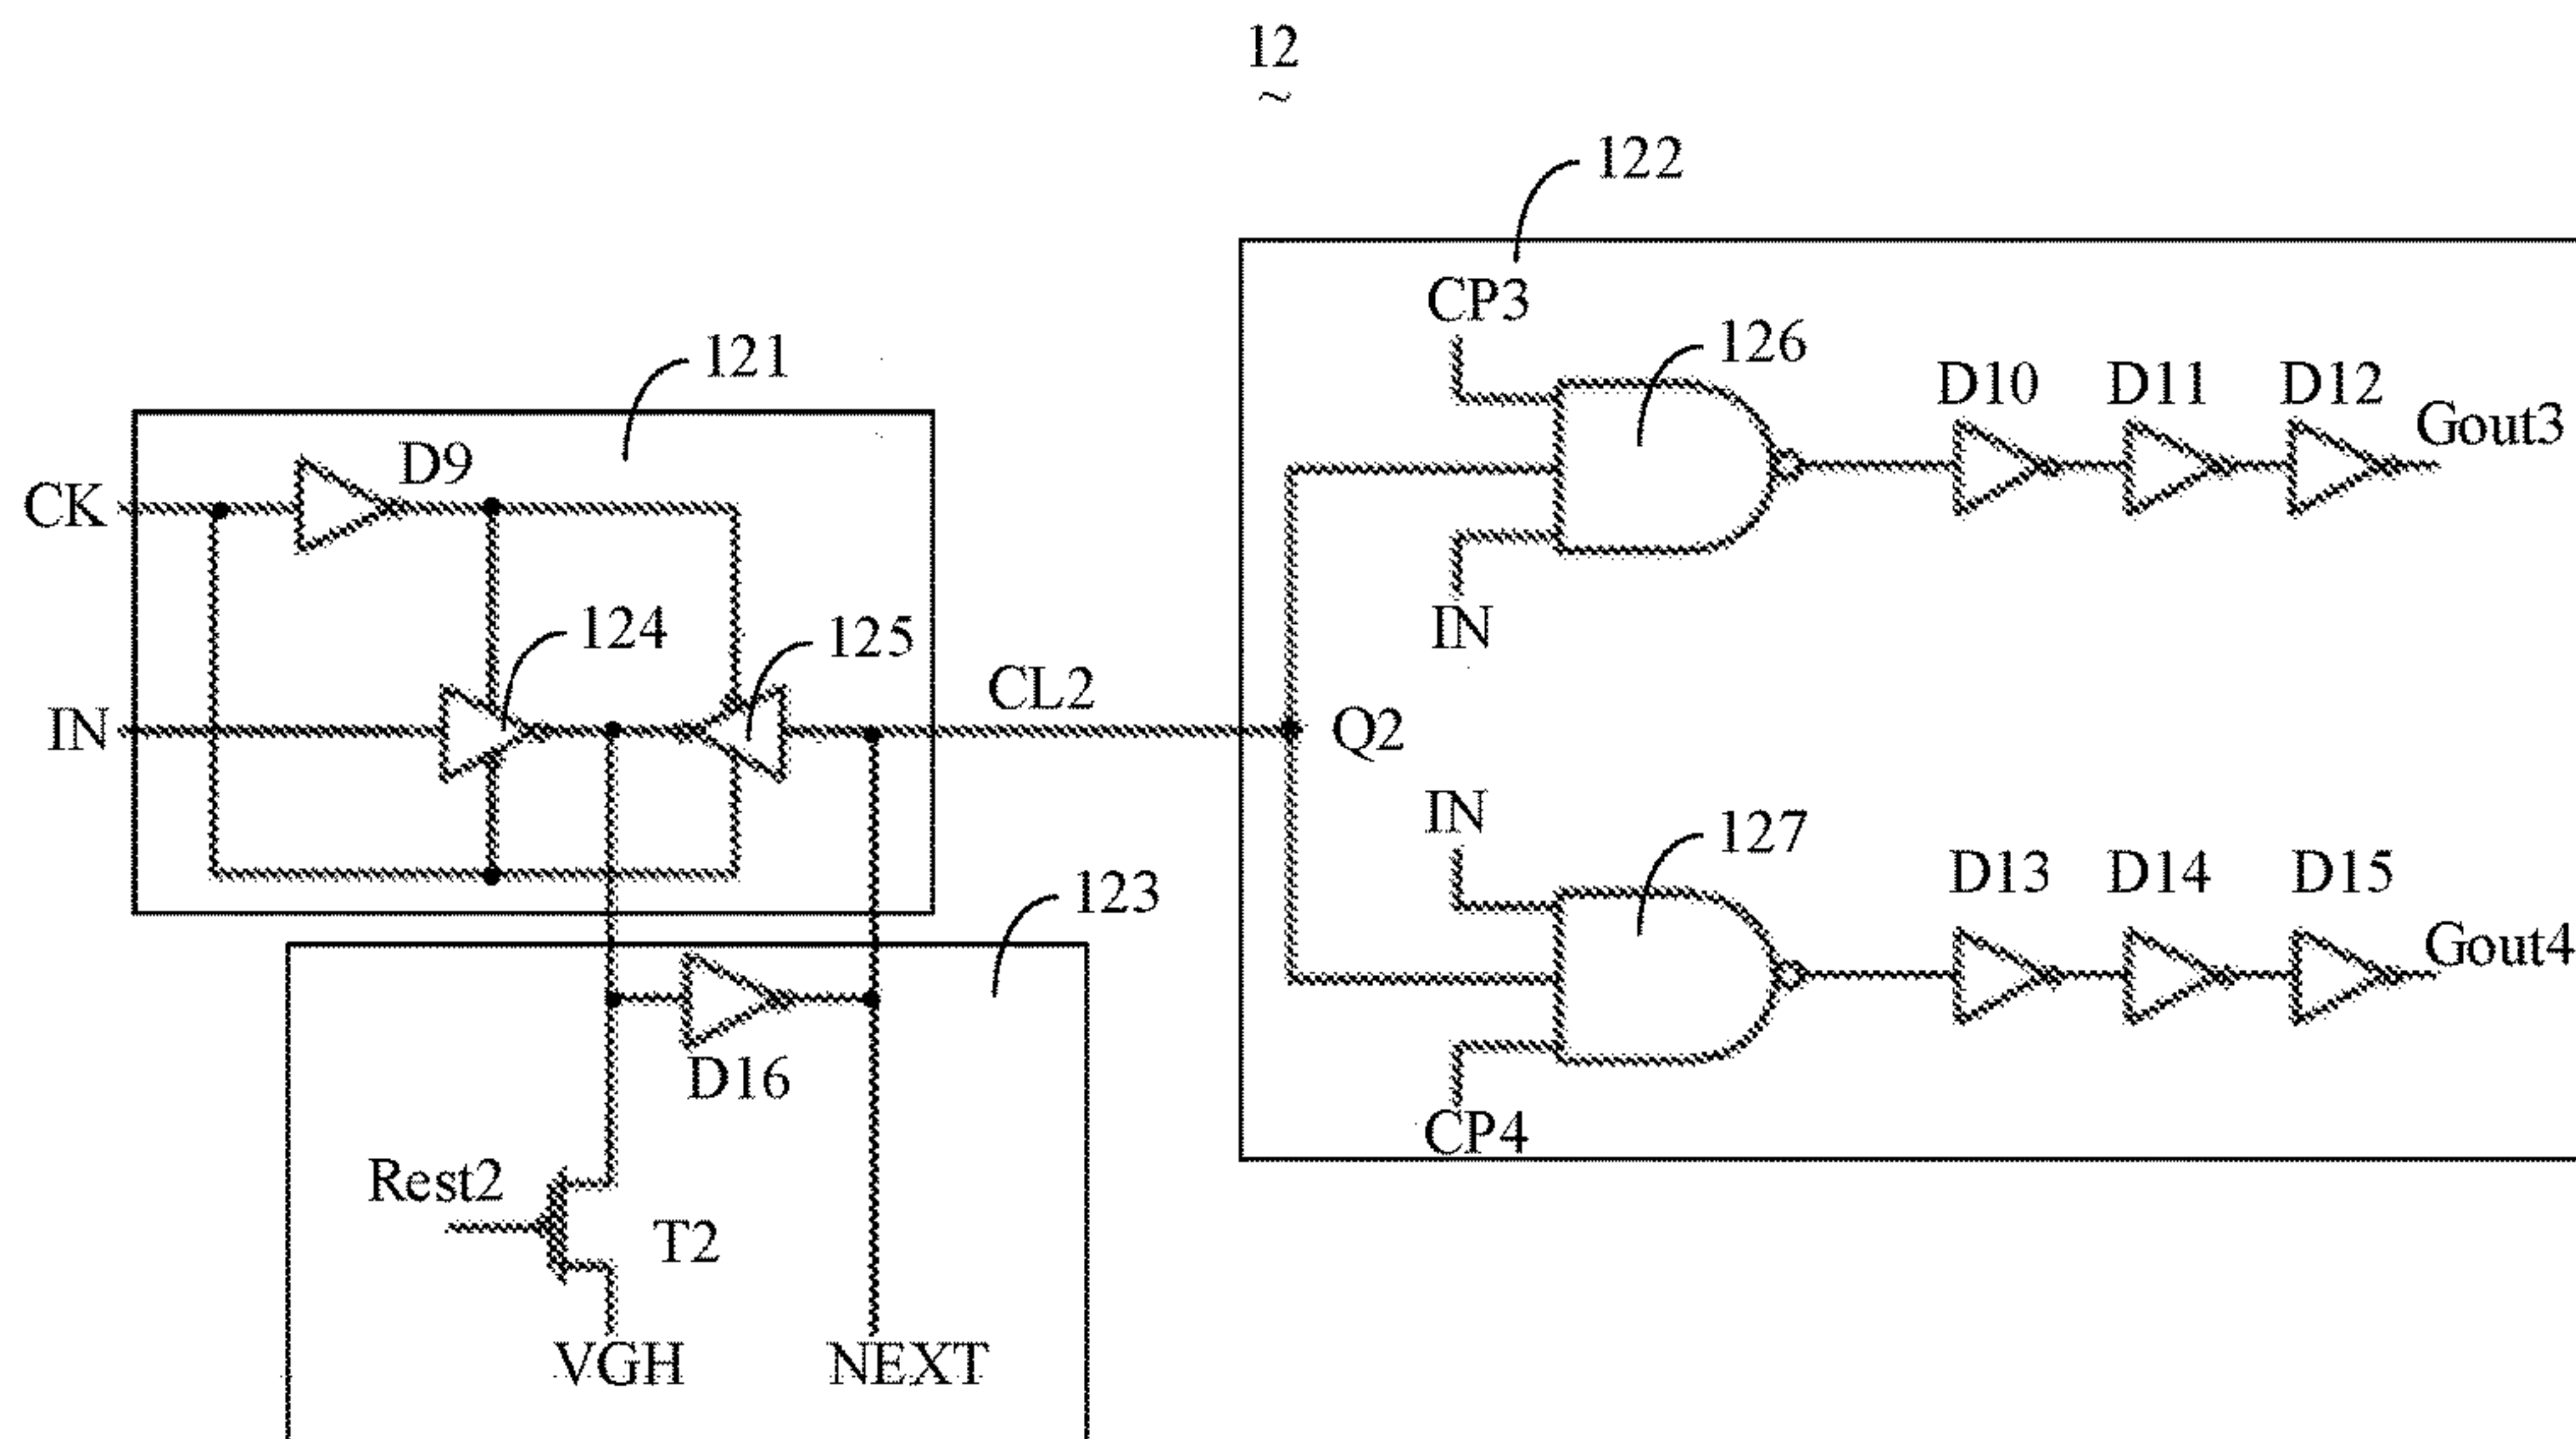 12
122
CP3
126
D10 D11 D12 Gout3
121
D9
CK
IN
124
125
IN
CL2
Q2
IN
127
D13 D14 D15
Gout4
123
CP4
D16
Rest2
T2
VGH NEXT